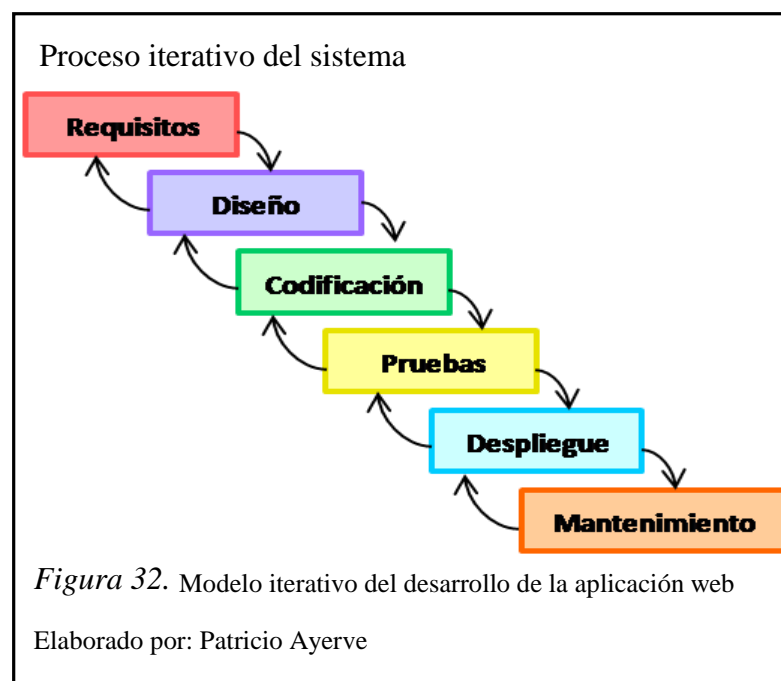 Proceso iterativo del sistema
Requisitos
Diseño
Codificación
Pruebas
Despliegue
Mantenimiento
Figura 32. Modelo iterativo del desarrollo de la aplicación web
Elaborado por: Patricio Ayerve